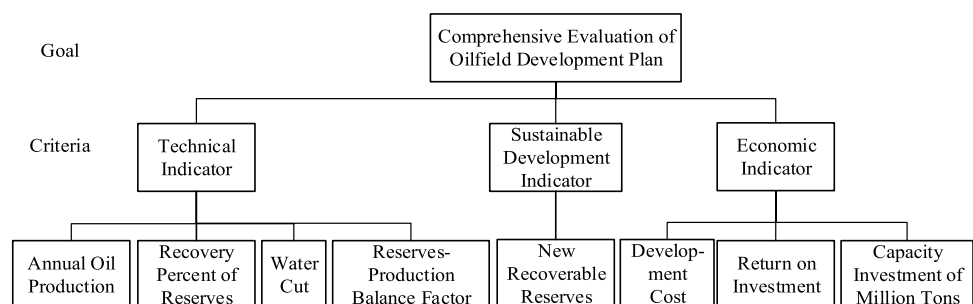 Goal
Comprehensive Evaluation of
Oilfield Development Plan
Criteria
Technical
Indicator
Sustainable
Development
Indicator
Economic
Indicator
Annual Oil
Production
Recovery
Percent of
Reserves
Water
Cut
Reserves-
Production
Balance Factor
New
Recoverable
Reserves
Develop-
ment
Cost
Return on
Investment
Capacity
Investment of
Million Tons